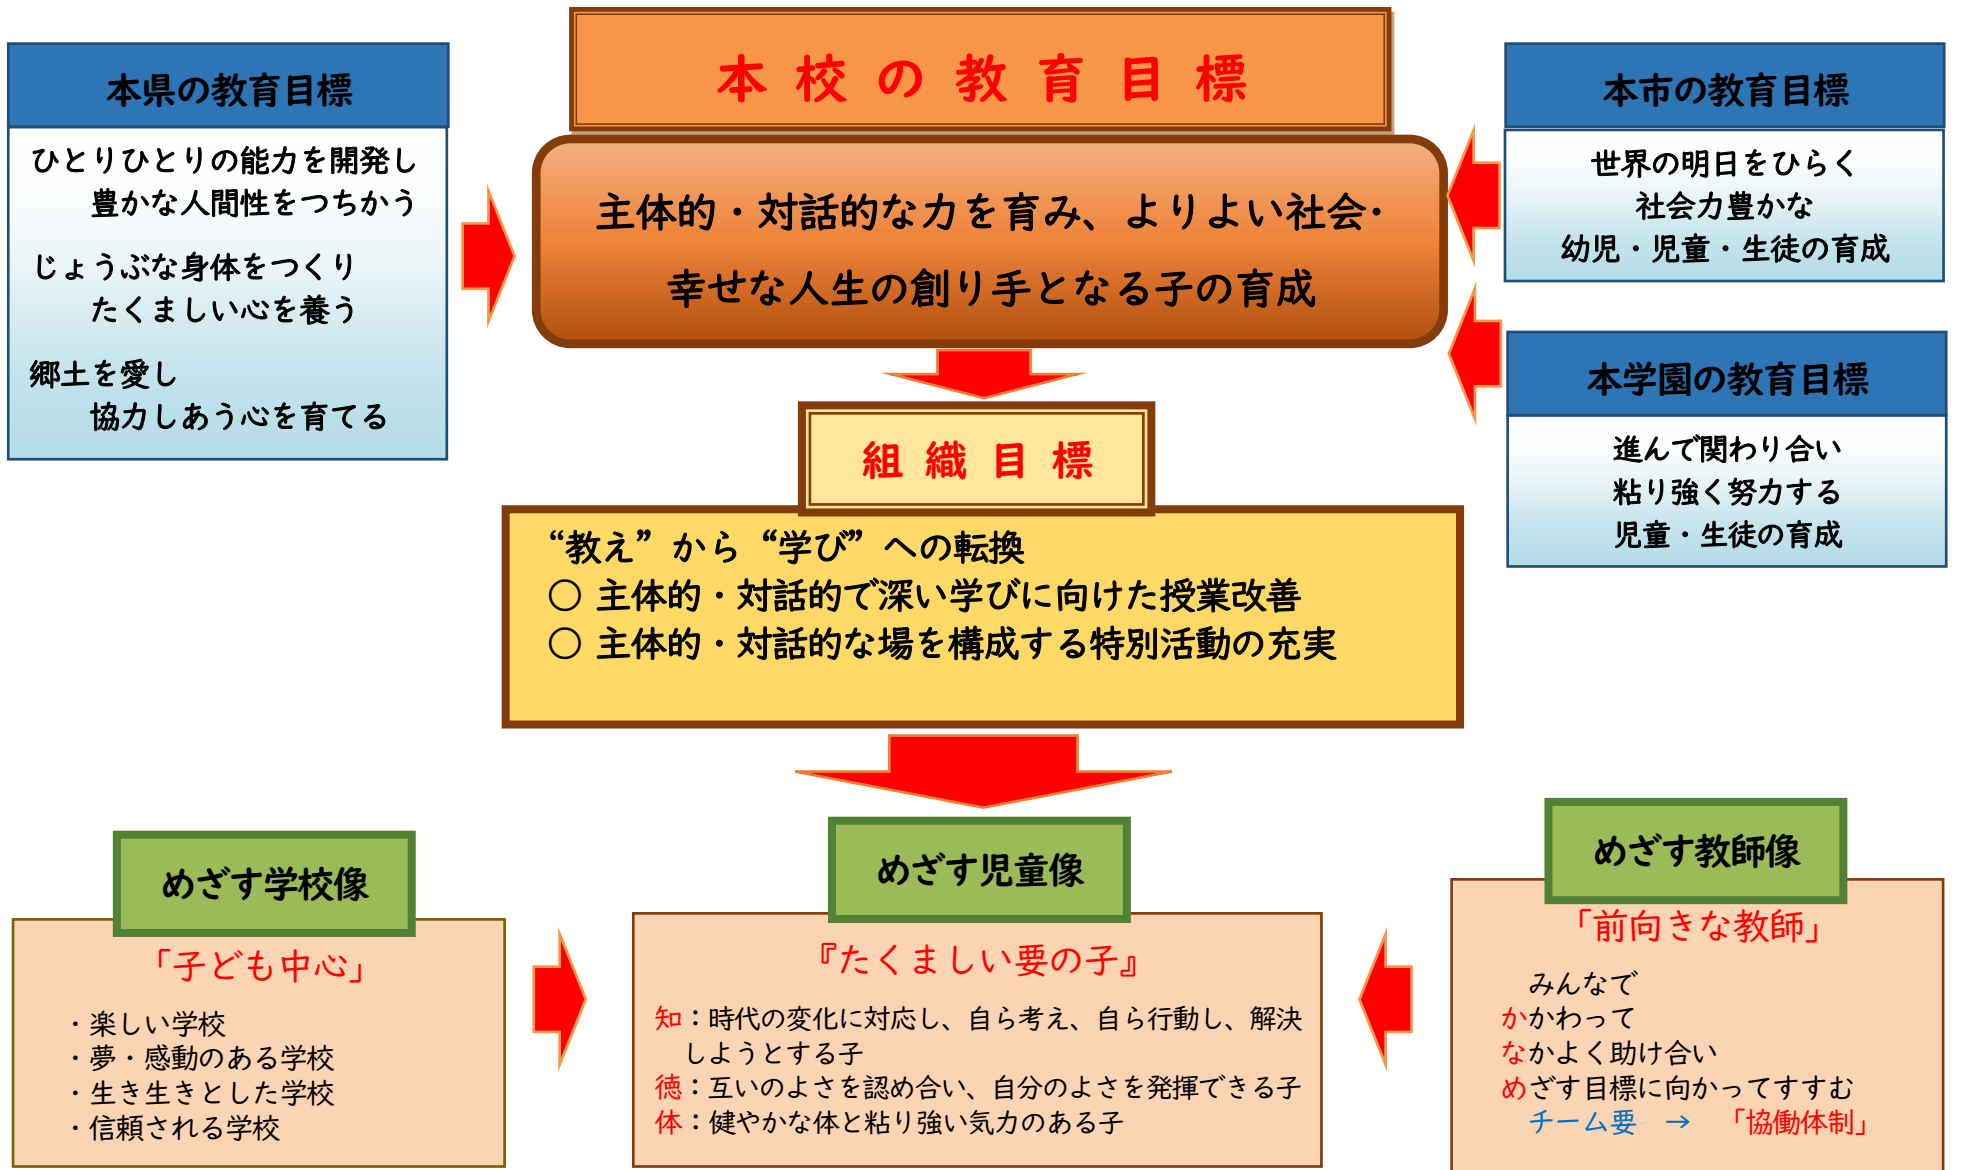 本校の教育目標
主体的・対話的な力を育み、よりよい社会・
幸せな人生の創り手となる子の育成
本県の教育目標
ひとりひとりの能力を開発し
豊かな人間性をつちかう
じょうぶな身体をつくり
たくましい心を養う
郷土を愛し
協力しあう心を育てる
本市の教育目標
世界の明日をひらく
社会力豊かな
幼児・児童・生徒の育成
本学園の教育目標
進んで関わり合い
粘り強く努力する
児童・生徒の育成
組織目標
“教え”から“学び”への転換
○ 主体的・対話的で深い学びに向けた授業改善
○ 主体的・対話的な場を構成する特別活動の充実
めざす学校像
「子ども中心」
・楽しい学校
・夢・感動のある学校
・生き生きとした学校
・信頼される学校
めざす児童像
『たくましい要の子』
知：時代の変化に対応し、自ら考え、自ら行動し、解決
しようとする子
徳：互いのよさを認め合い、自分のよさを発揮できる子
体：健やかな体と粘り強い気力のある子
めざす教師像
「前向きな教師」
みんなで
かかわって
なかよく助け合い
めざす目標に向かってすすむ
チーム要 → 「協働体制」